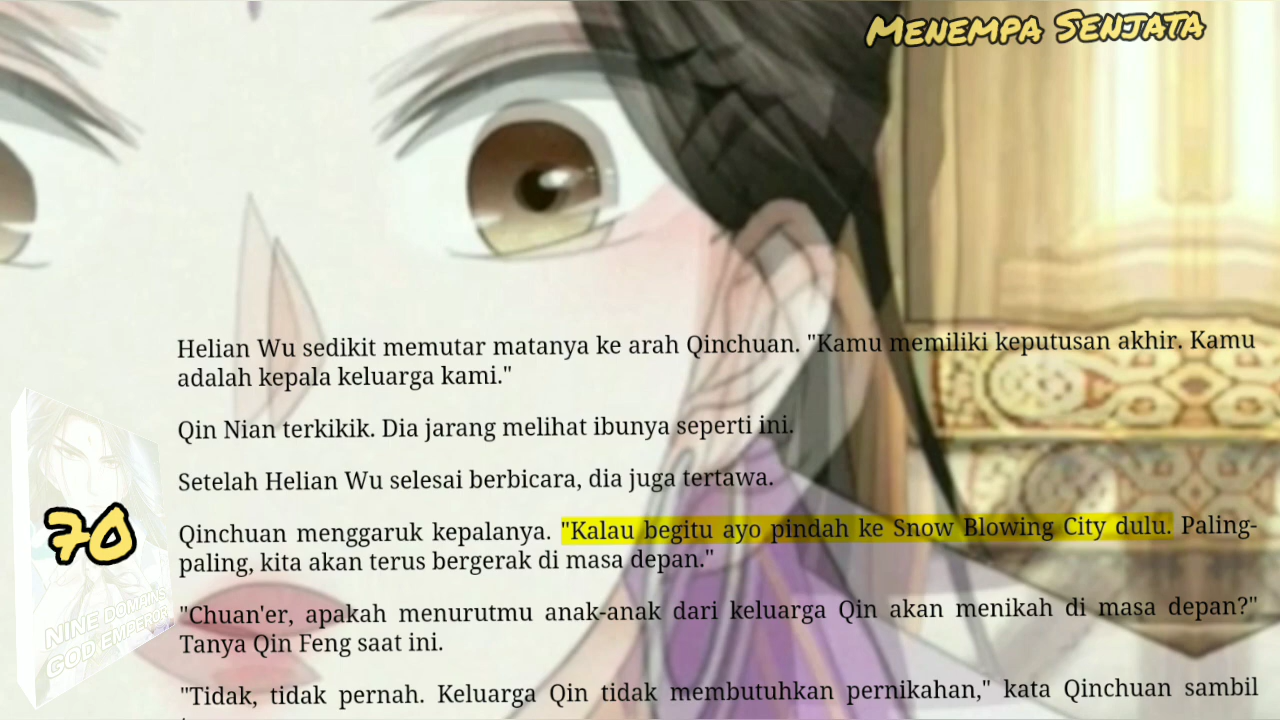 Menempa Senjata
Helian Wu sedikit memutar matanya ke arah Qinchuan. "Kamu memiliki keputusan akhir. Kamu
adalah kepala keluarga kami."
Qin Nian terkikik. Dia jarang melihat ibunya seperti ini.
Setelah Helian Wu selesai berbicara, dia juga tertawa.
Qinchuan menggaruk kepalanya. "Kalau begitu ayo pindah ke Snow Blowing City dulu. Paling-
paling, kita akan terus bergerak di masa depan."
"Chuan'er, apakah menurutmu anak-anak dari keluarga Qin akan menikah di masa depan?"
Tanya Qin Feng saat ini.
"Tidak, tidak pernah. Keluarga Qin tidak membutuhkan pernikahan," kata Qinchuan sambil
70
NINE DOMAINS
GOD EMPEROR